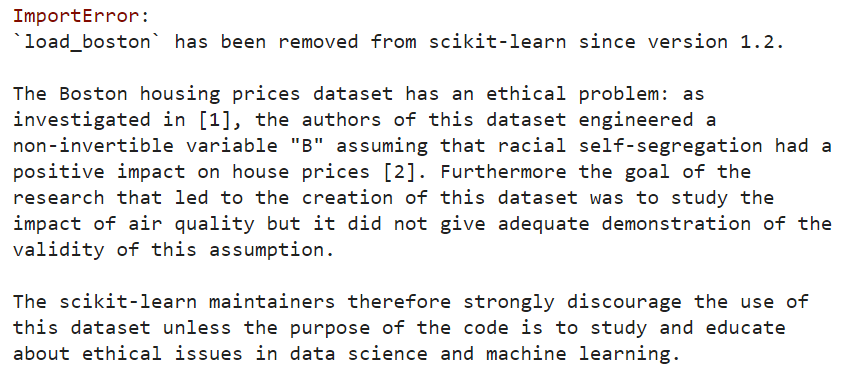 ImportError:
`load_boston` has been removed from scikit-learn since version 1.2.
The Boston housing prices dataset has an ethical problem: as
investigated in [1], the authors of this dataset engineered a
non-invertible variable "B" assuming that racial self-segregation had a
positive impact on house prices [2]. Furthermore the goal of the
research that led to the creation of this dataset was to study the
impact of air quality but it did not give adequate demonstration of the
validity of this assumption.
The scikit-learn maintainers therefore strongly discourage the use of
this dataset unless the purpose of the code is to study and educate
about ethical issues in data science and machine learning.